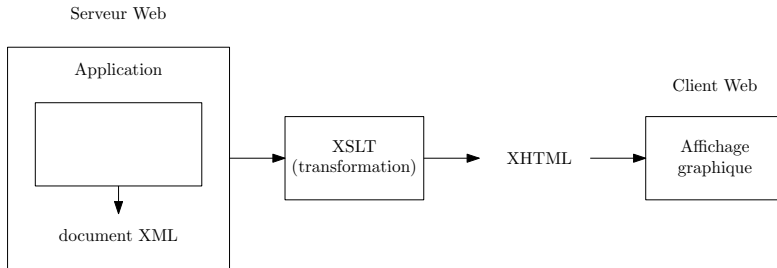 Serveur Web
Application
document XML
XSLT
(transformation)
XHTML
Client Web
Affichage
graphique